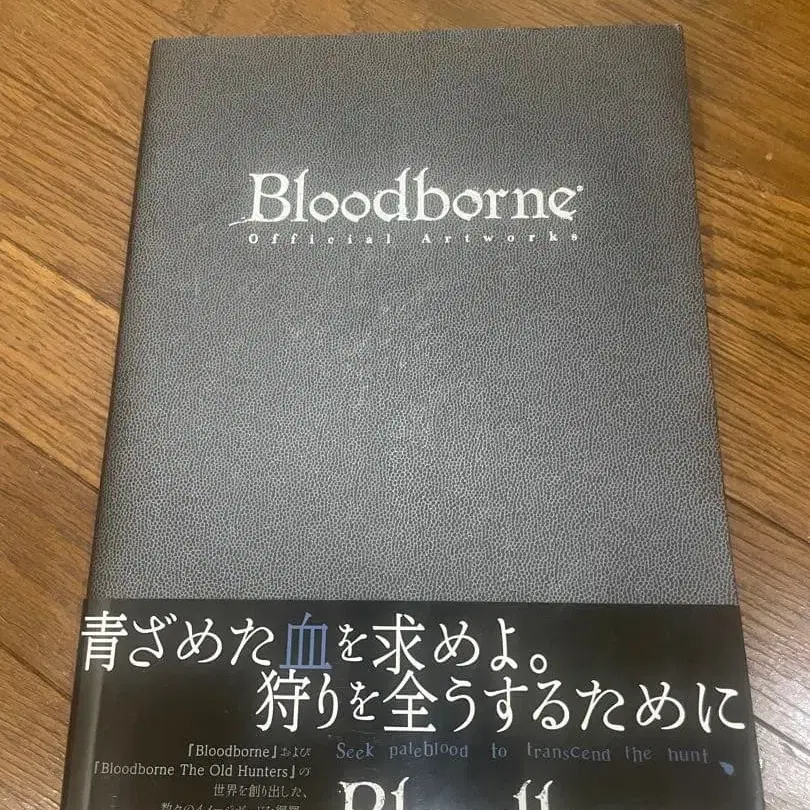 Bloodborne
Official Artworks
青ざめた血を求めよ。
狩りを全うするために
Seek paleblood to transcend the hunt
『Bloodborne』および
『Bloodborne The Old Hunters』の
世界を創り出した、